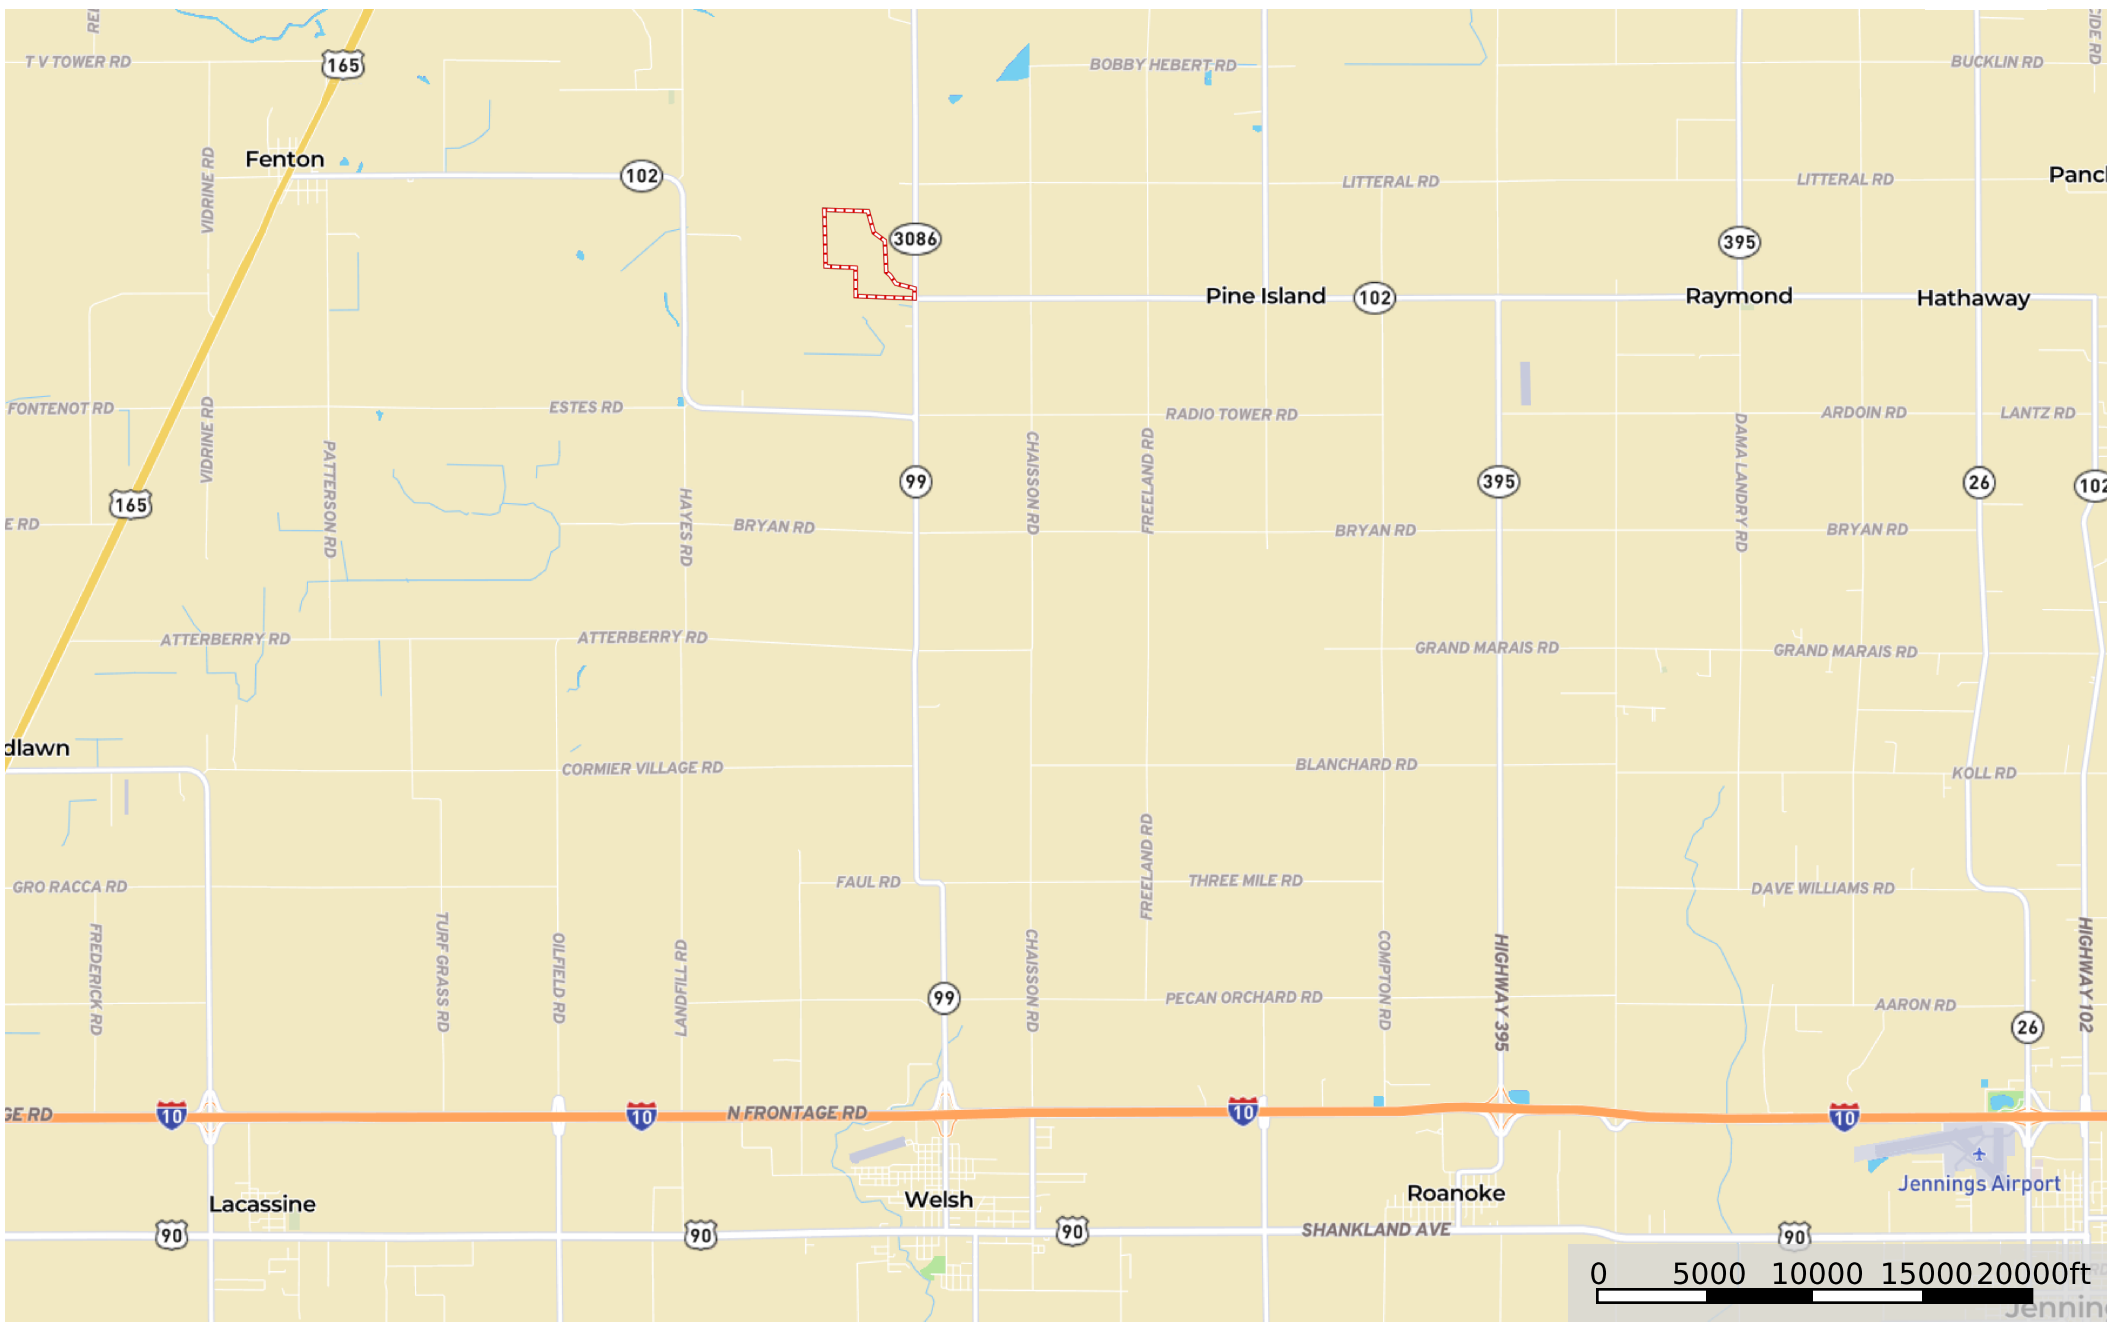 T V TOWER RD
165
BOBBY HEBERT RD
BUCKLIN RD
Fenton
VIDRINE RD
102
LITTERAL RD
LITTERAL RD
3086
395
Pine Island
102
Raymond
Hathaway
FONTENOT RD
ESTES RD
RADIO TOWER RD
ARDOIN RD
LANTZ RD
VIDRINE RD
PATTERSON RD
HAYES RD
CHAISSON RD
FREELAND RD
DAMA LANDRY RD
99
395
26
102
165
E RD
BRYAN RD
BRYAN RD
BRYAN RD
ATTERBERRY RD
ATTERBERRY RD
GRAND MARAIS RD
GRAND MARAIS RD
dlawn
CORMIER VILLAGE RD
BLANCHARD RD
KOLL RD
GRO RACCA RD
FAUL RD
FREELAND RD
THREE MILE RD
DAVE WILLIAMS RD
FREDERICK RD
TURF GRASS RD
OILFIELD RD
LANDFILL RD
99
CHAISSON RD
PECAN ORCHARD RD
COMPTON RD
HIGHWAY 395
AARON RD
HIGHWAY 102
26
GE RD
10
10
N FRONTAGE RD
10
10
Lacassine
Welsh
Roanoke
Jennings Airport
90
90
90
SHANKLAND AVE
90
0 5000 10000 15000 20000ft